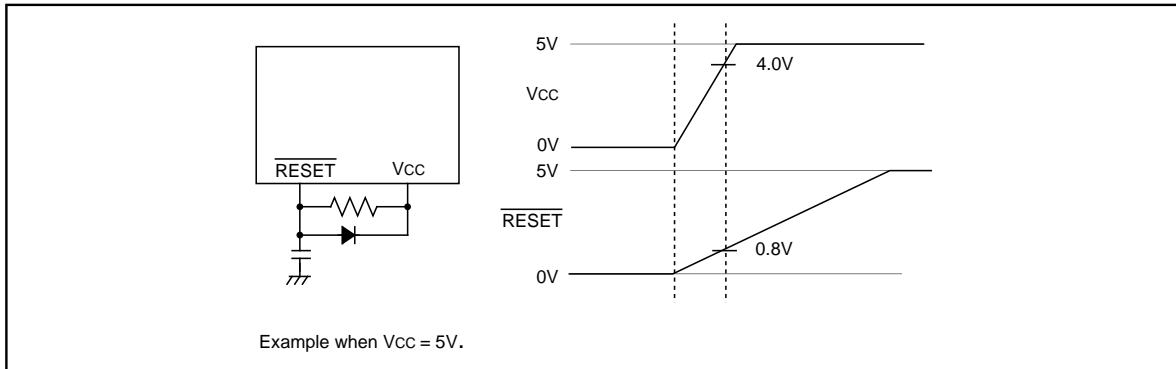 RESET VCC
5V
4.0V
VCC
0V
5V
RESET
0.8V
0V
Example when VCC = 5V.